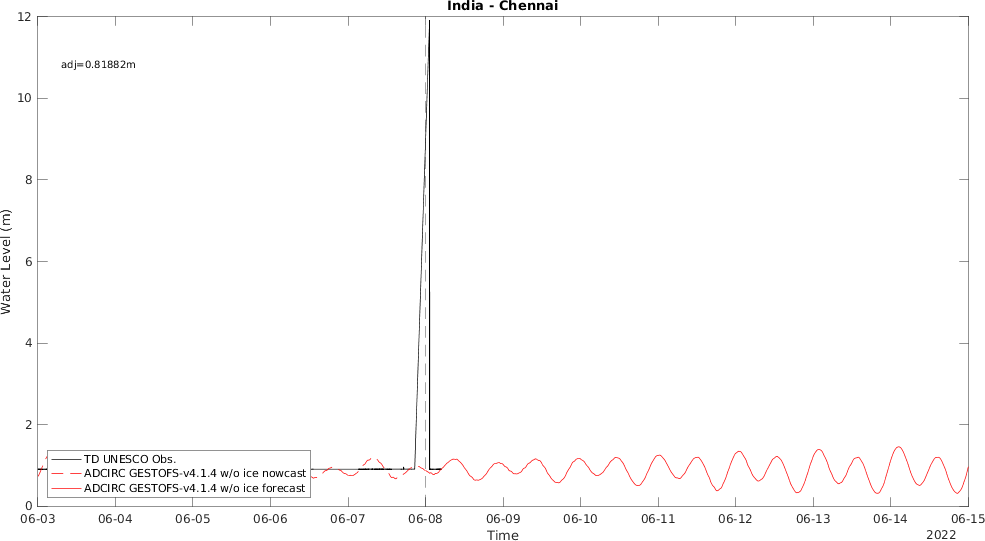 India - Chennai
12
adj=0.81882m
10
8
6
4
2
0
Water Level (m)
TD UNESCO Obs.
ADCIRC GESTOFS-v4.1.4 w/o ice nowcast
ADCIRC GESTOFS-v4.1.4 w/o ice forecast
06-03 06-04 06-05 06-06 06-07 06-08 06-09 06-10 06-11 06-12 06-13 06-14 06-15
Time
2022